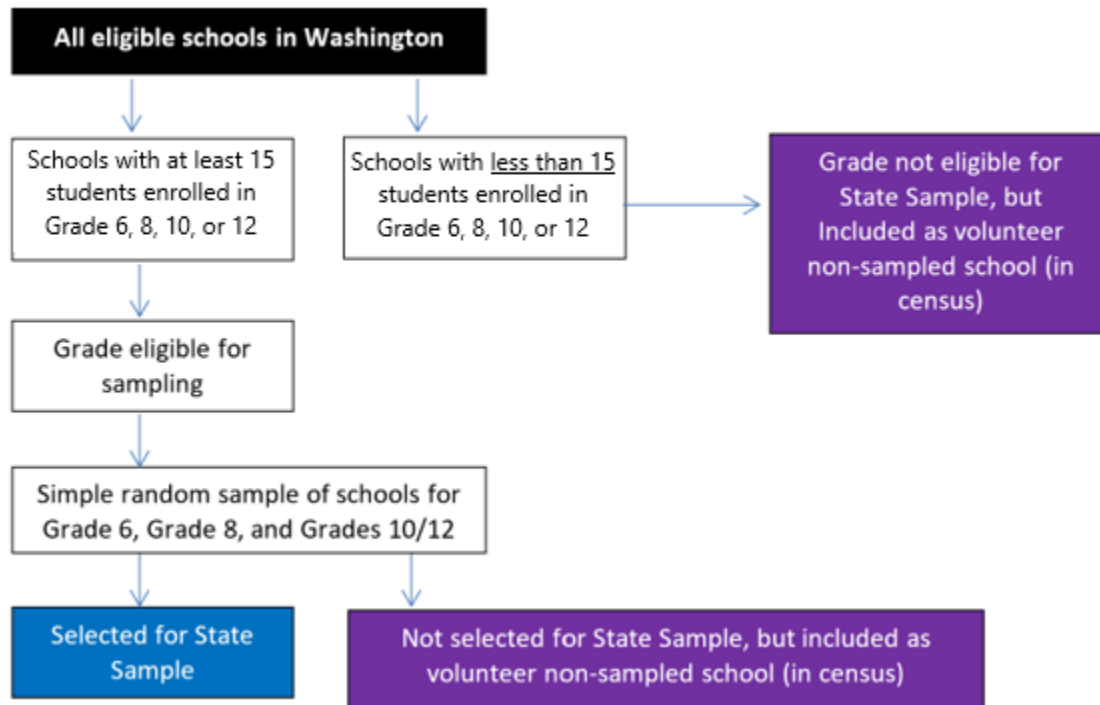 All eligible schools in Washington
Schools with at least 15
students enrolled in
Grade 6, 8, 10, or 12
Schools with less than 15
students enrolled in
Grade 6, 8, 10, or 12
Grade not eligible for
State Sample, but
Included as volunteer
non-sampled school (in
census)
Grade eligible for
sampling
Simple random sample of schools for
Grade 6, Grade 8, and Grades 10/12
Selected for State
Sample
Not selected for State Sample, but included as
volunteer non-sampled school (in census)